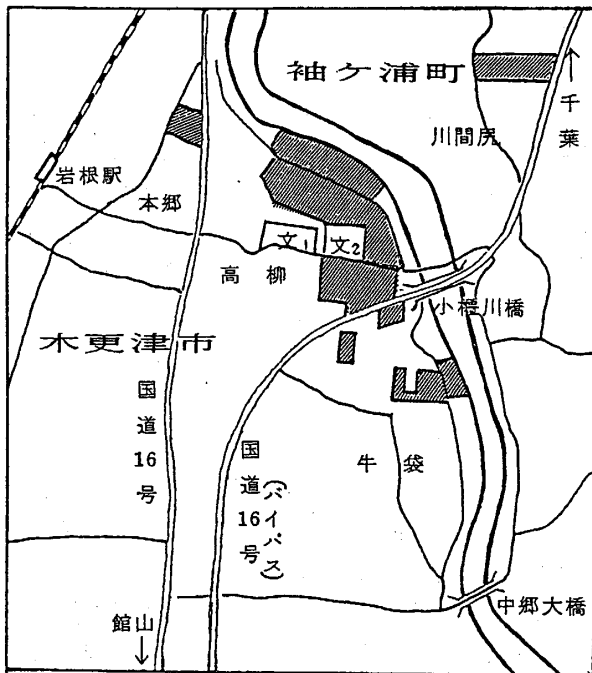 袖ケ浦町
千葉
川間尻
岩根駅
本郷
文1
文2
高柳
小櫃川橋
木更津市
国道16号
国道16号(バイパス)
牛袋
中郷大橋
館山